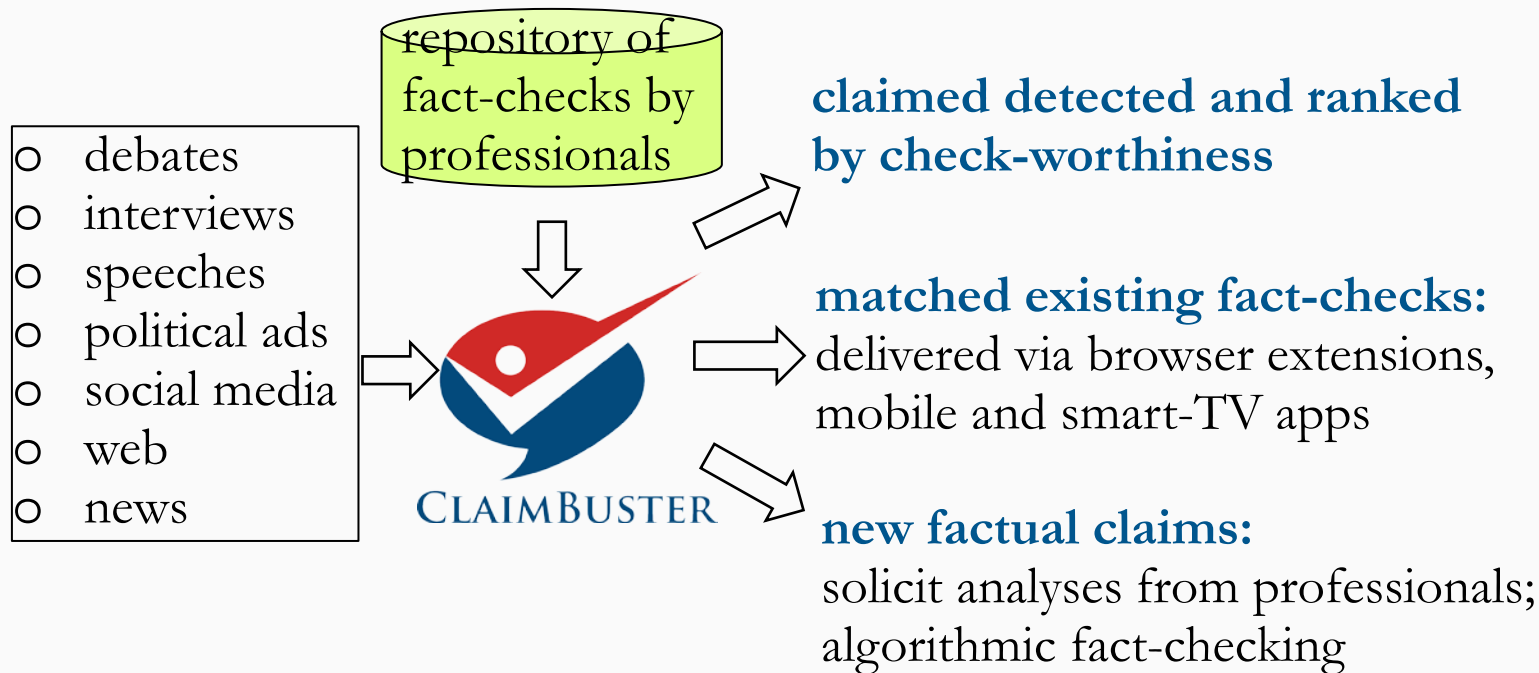 repository of
fact-checks by
professionals
o debates
o interviews
o speeches
o political ads
o social media
o web
o news
CLAIMBUSTER
claimed detected and ranked
by check-worthiness
matched existing fact-checks:
delivered via browser extensions,
mobile and smart-TV apps
new factual claims:
solicit analyses from professionals;
algorithmic fact-checking